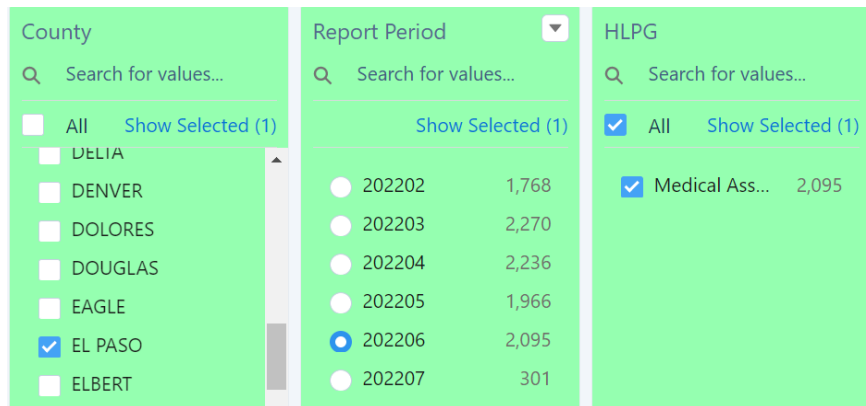 County
Search for values...
All Show Selected (1)
DELTA
DENVER
DOLORES
DOUGLAS
EAGLE
EL PASO
ELBERT
Report Period
Search for values...
Show Selected (1)
202202 1,768
202203 2,270
202204 2,236
202205 1,966
202206 2,095
202207 301
HLPG
Search for values...
All Show Selected (1)
Medical Ass... 2,095